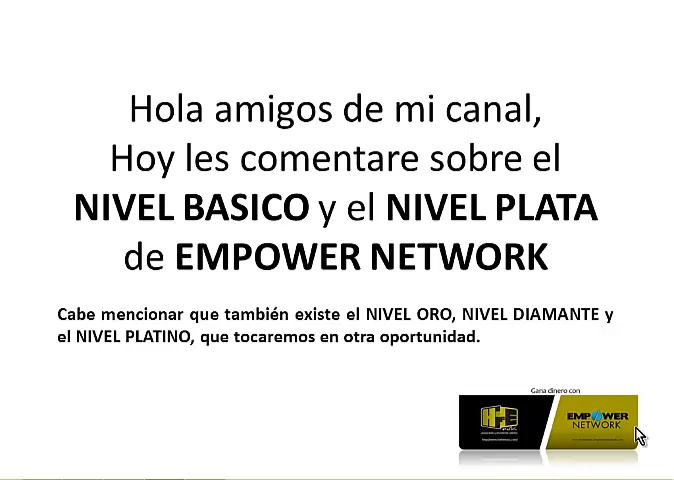 Hola amigos de mi canal,
Hoy les comentare sobre el
NIVEL BASICO y el NIVEL PLATA
de EMPOWER NETWORK
Cabe mencionar que también existe el NIVEL ORO, NIVEL DIAMANTE y
el NIVEL PLATINO, que tocaremos en otra oportunidad.
Gana dinero con
EMPOWER
NETWORK